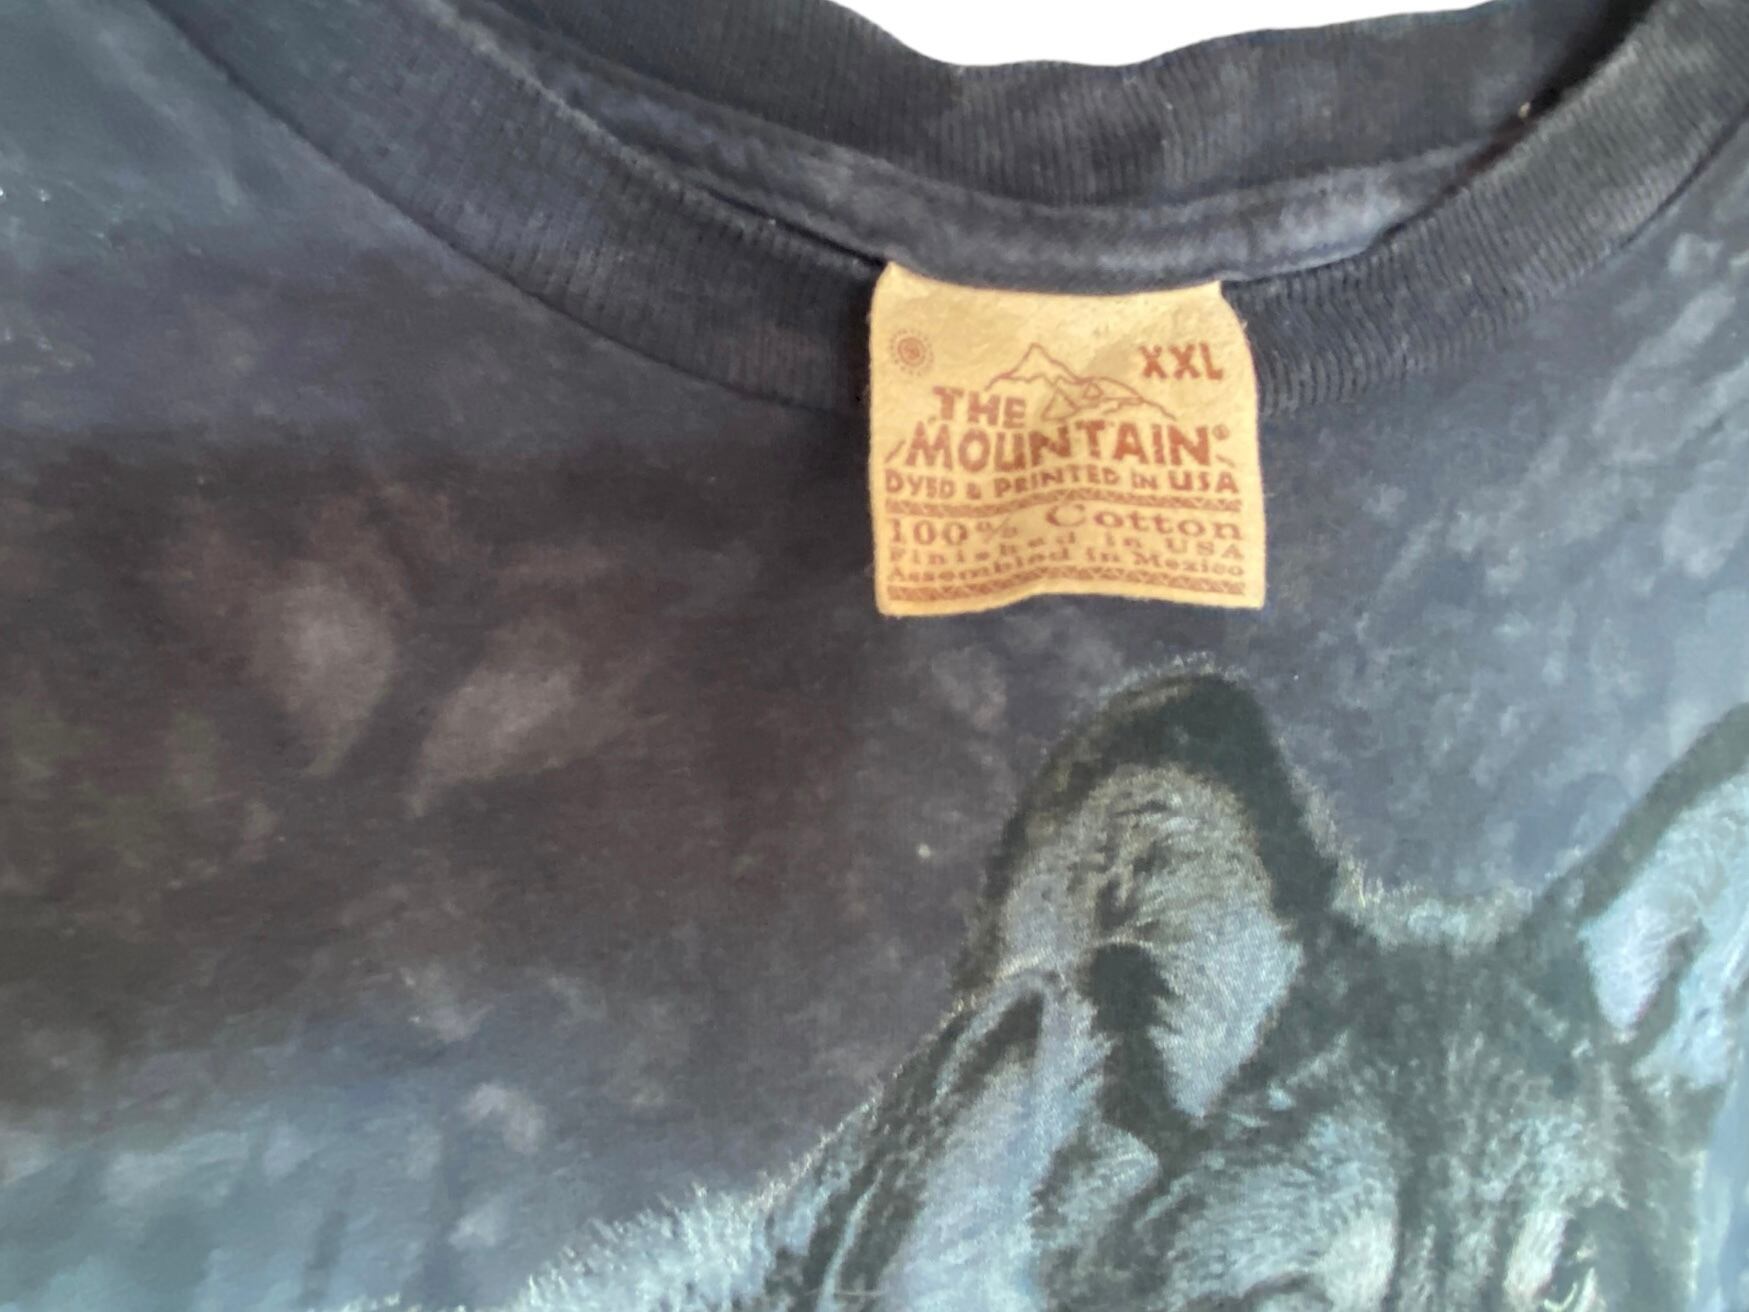 XXL
THE
MOUNTAIN®
DYED & PRINTED IN USA
100% Cotton
Finished in USA
Assembled in Mexico